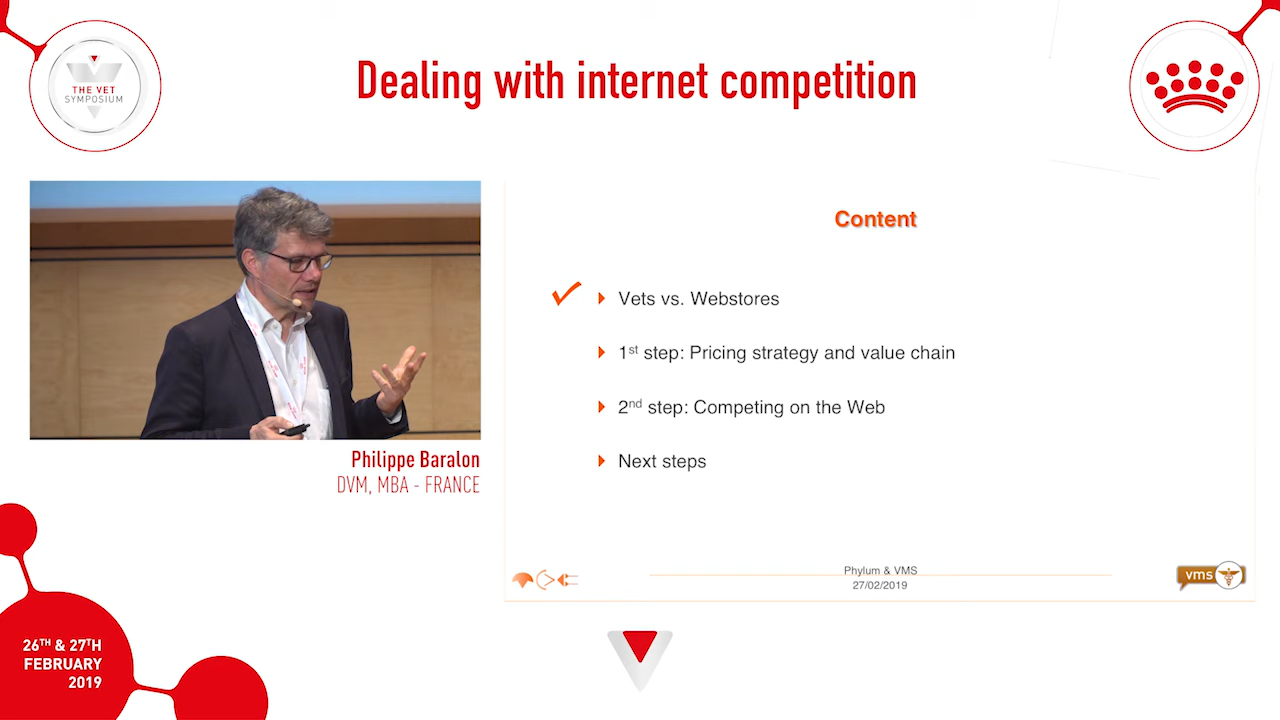 Dealing with internet competition
THE VET
SYMPOSIUM
Content
Vets vs. Webstores
1st step: Pricing strategy and value chain
2nd step: Competing on the Web
Next steps
Philippe Baralon
DVM, MBA - FRANCE
Phylum & VMS
27/02/2019
vms
26TH & 27TH
FEBRUARY
2019